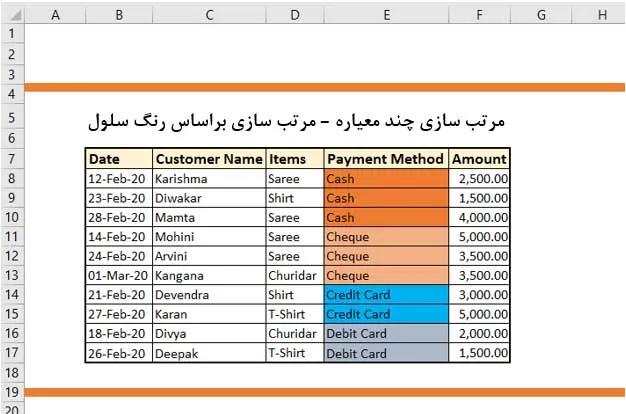 A B C D E F G H
1
2
3
4
5 مرتب سازی چند معیاره - مرتب سازی براساس رنگ سلول
6
7 Date Customer Name Items Payment Method Amount
8 12-Feb-20 Karishma Saree Cash 2,500.00
9 23-Feb-20 Diwakar Shirt Cash 1,500.00
10 28-Feb-20 Mamta Saree Cash 4,000.00
11 14-Feb-20 Mohini Saree Cheque 5,000.00
12 24-Feb-20 Arvini Saree Cheque 3,500.00
13 01-Mar-20 Kangana Churidar Cheque 3,500.00
14 21-Feb-20 Devendra Shirt Credit Card 3,000.00
15 27-Feb-20 Karan T-Shirt Credit Card 5,000.00
16 18-Feb-20 Divya Churidar Debit Card 2,000.00
17 26-Feb-20 Deepak T-Shirt Debit Card 1,500.00
18
19
20